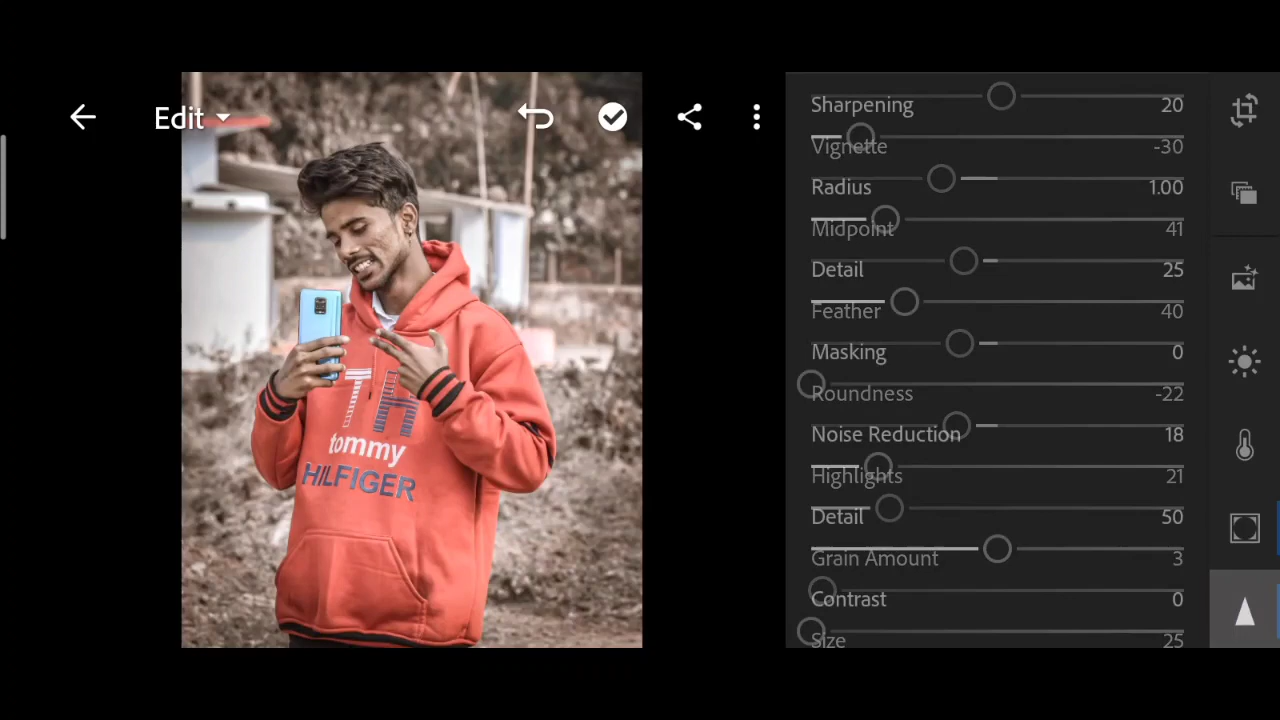 Edit
T H
tommy
HILFIGER
Sharpening 20
Vignette -30
Radius 1.00
Midpoint 41
Detail 25
Feather 40
Masking 0
Roundness -22
Noise Reduction 18
Highlights 21
Detail 50
Grain Amount 3
Contrast 0
Size 25